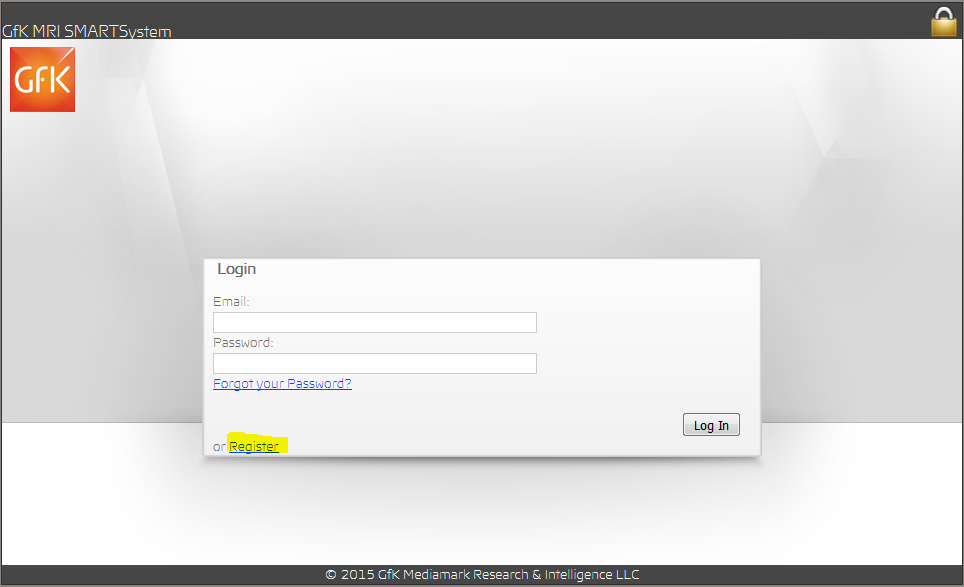 GfK MRI SMARTSystem
GfK
Login
Email:
Password:
Forgot your Password?
Log In
or Register
© 2015 GfK Mediamark Research & Intelligence LLC